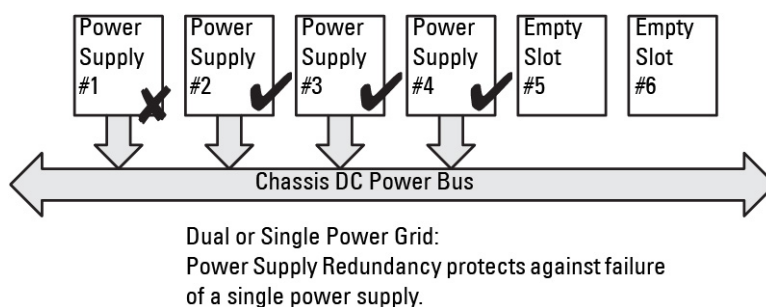 Power Supply #1
Power Supply #2
Power Supply #3
Power Supply #4
Empty Slot #5
Empty Slot #6
Chassis DC Power Bus
Dual or Single Power Grid:
Power Supply Redundancy protects against failure
of a single power supply.